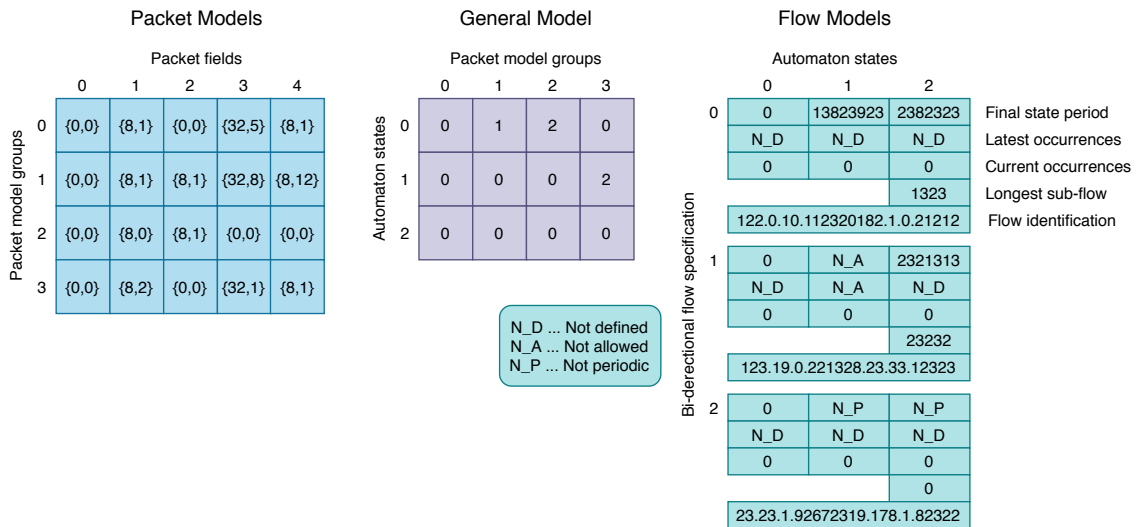 Packet Models
General Model
Flow Models
Packet fields
0 1 2 3 4
Packet model groups
0 {0,0} {8,1} {0,0} {32,5} {8,1}
1 {0,0} {8,1} {8,1} {32,8} {8,12}
2 {0,0} {8,0} {8,1} {0,0} {0,0}
3 {0,0} {8,2} {0,0} {32,1} {8,1}
Packet model groups
0 1 2 3
Automaton states
0 0 1 2 0
1 0 0 0 2
2 0 0 0 0
N_D ... Not defined
N_A ... Not allowed
N_P ... Not periodic
Automaton states
0 1 2
Bi-derectional flow specification
0 0 13823923 2382323 Final state period
N_D N_D N_D Latest occurrences
0 0 0 Current occurrences
1323 Longest sub-flow
122.0.10.112320182.1.0.21212 Flow identification
1 0 N_A 2321313
N_D N_A N_D
0 0 0
23232
123.19.0.221328.23.33.12323
2 0 N_P N_P
N_D N_D N_D
0 0 0
0
23.23.1.92672319.178.1.82322